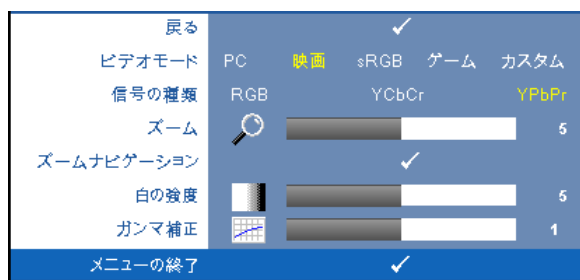 戻る
ビデオモード PC 映画 sRGB ゲーム カスタム
信号の種類 RGB YCbCr YPbPr
ズーム 5
ズームナビゲーション
白の強度 5
ガンマ補正 1
メニューの終了